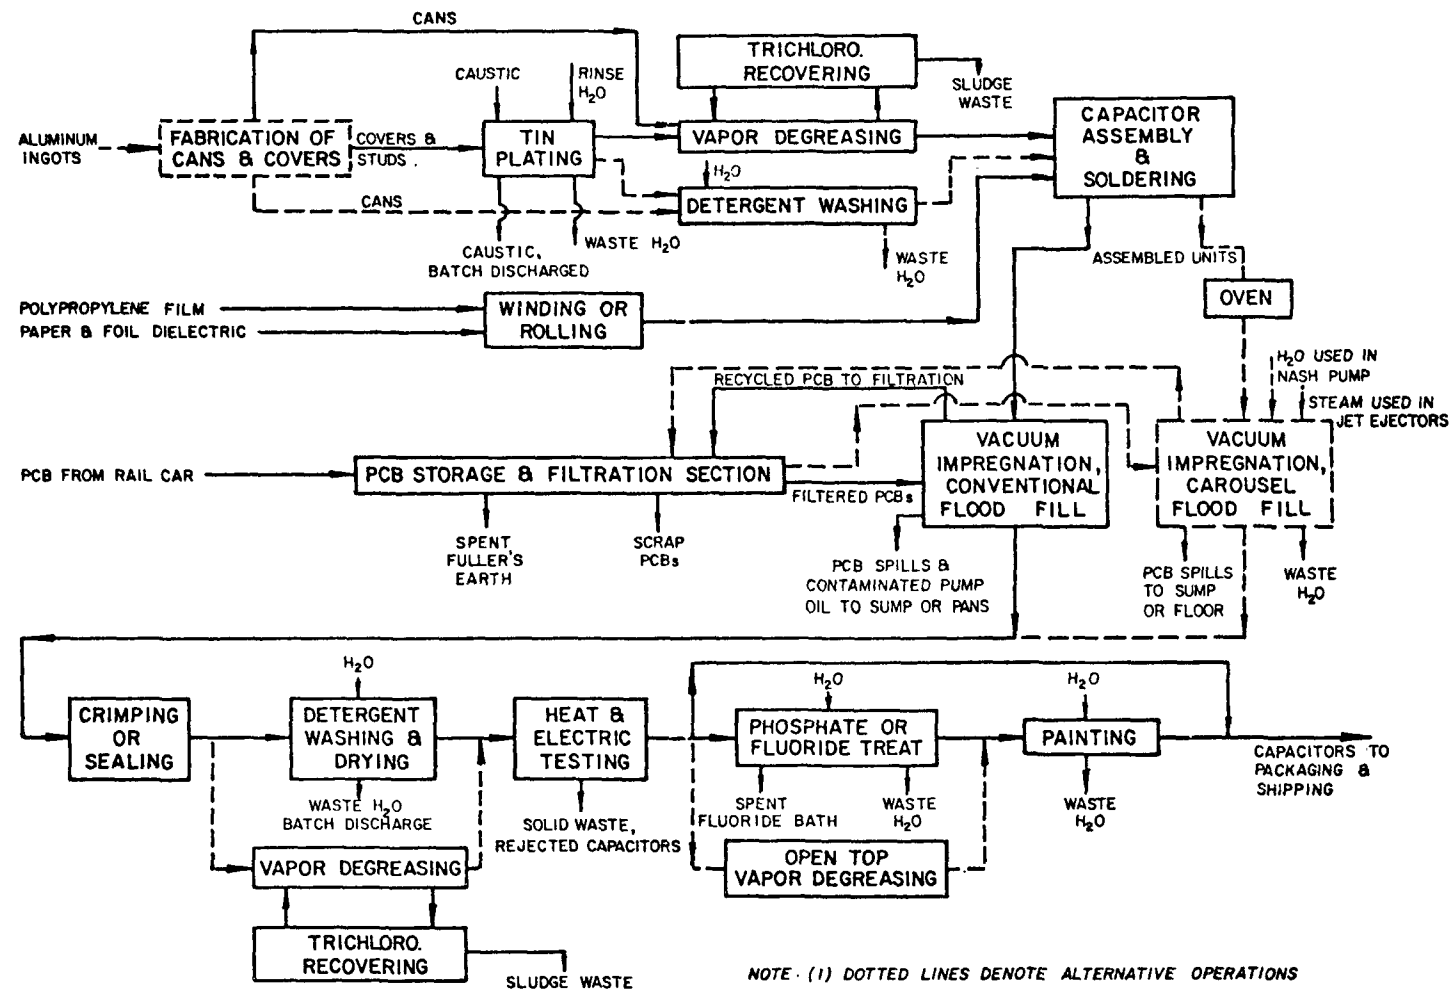 CANS
TRICHLORO.
RECOVERING
SLUDGE
WASTE
CAUSTIC
RINSE
H2O
CAPACITOR
ASSEMBLY
&
SOLDERING
ALUMINUM
INGOTS
FABRICATION OF
CANS & COVERS
COVERS &
STUDS
TIN
PLATING
VAPOR DEGREASING
H2O
DETERGENT WASHING
CANS
CAUSTIC,
BATCH DISCHARGED
WASTE H2O
WASTE
H2O
ASSEMBLED UNITS
OVEN
POLYPROPYLENE FILM
PAPER & FOIL DIELECTRIC
WINDING OR
ROLLING
H2O USED IN
NASH PUMP
STEAM USED IN
JET EJECTORS
RECYCLED PCB TO FILTRATION
PCB FROM RAIL CAR
PCB STORAGE & FILTRATION SECTION
FILTERED PCBs
VACUUM
IMPREGNATION,
CONVENTIONAL
FLOOD FILL
VACUUM
IMPREGNATION,
CAROUSEL
FLOOD FILL
SPENT
FULLER'S
EARTH
SCRAP
PCBs
PCB SPILLS &
CONTAMINATED PUMP
OIL TO SUMP OR PANS
PCB SPILLS
TO SUMP
OR FLOOR
WASTE
H2O
CRIMPING
OR
SEALING
H2O
DETERGENT
WASHING &
DRYING
WASTE H2O
BATCH DISCHARGE
HEAT &
ELECTRIC
TESTING
SOLID WASTE,
REJECTED CAPACITORS
H2O
PHOSPHATE OR
FLUORIDE TREAT
SPENT
FLUORIDE BATH
WASTE
H2O
H2O
PAINTING
WASTE
H2O
CAPACITORS TO
PACKAGING &
SHIPPING
VAPOR DEGREASING
OPEN TOP
VAPOR DEGREASING
TRICHLORO.
RECOVERING
SLUDGE WASTE
NOTE · (1) DOTTED LINES DENOTE ALTERNATIVE OPERATIONS